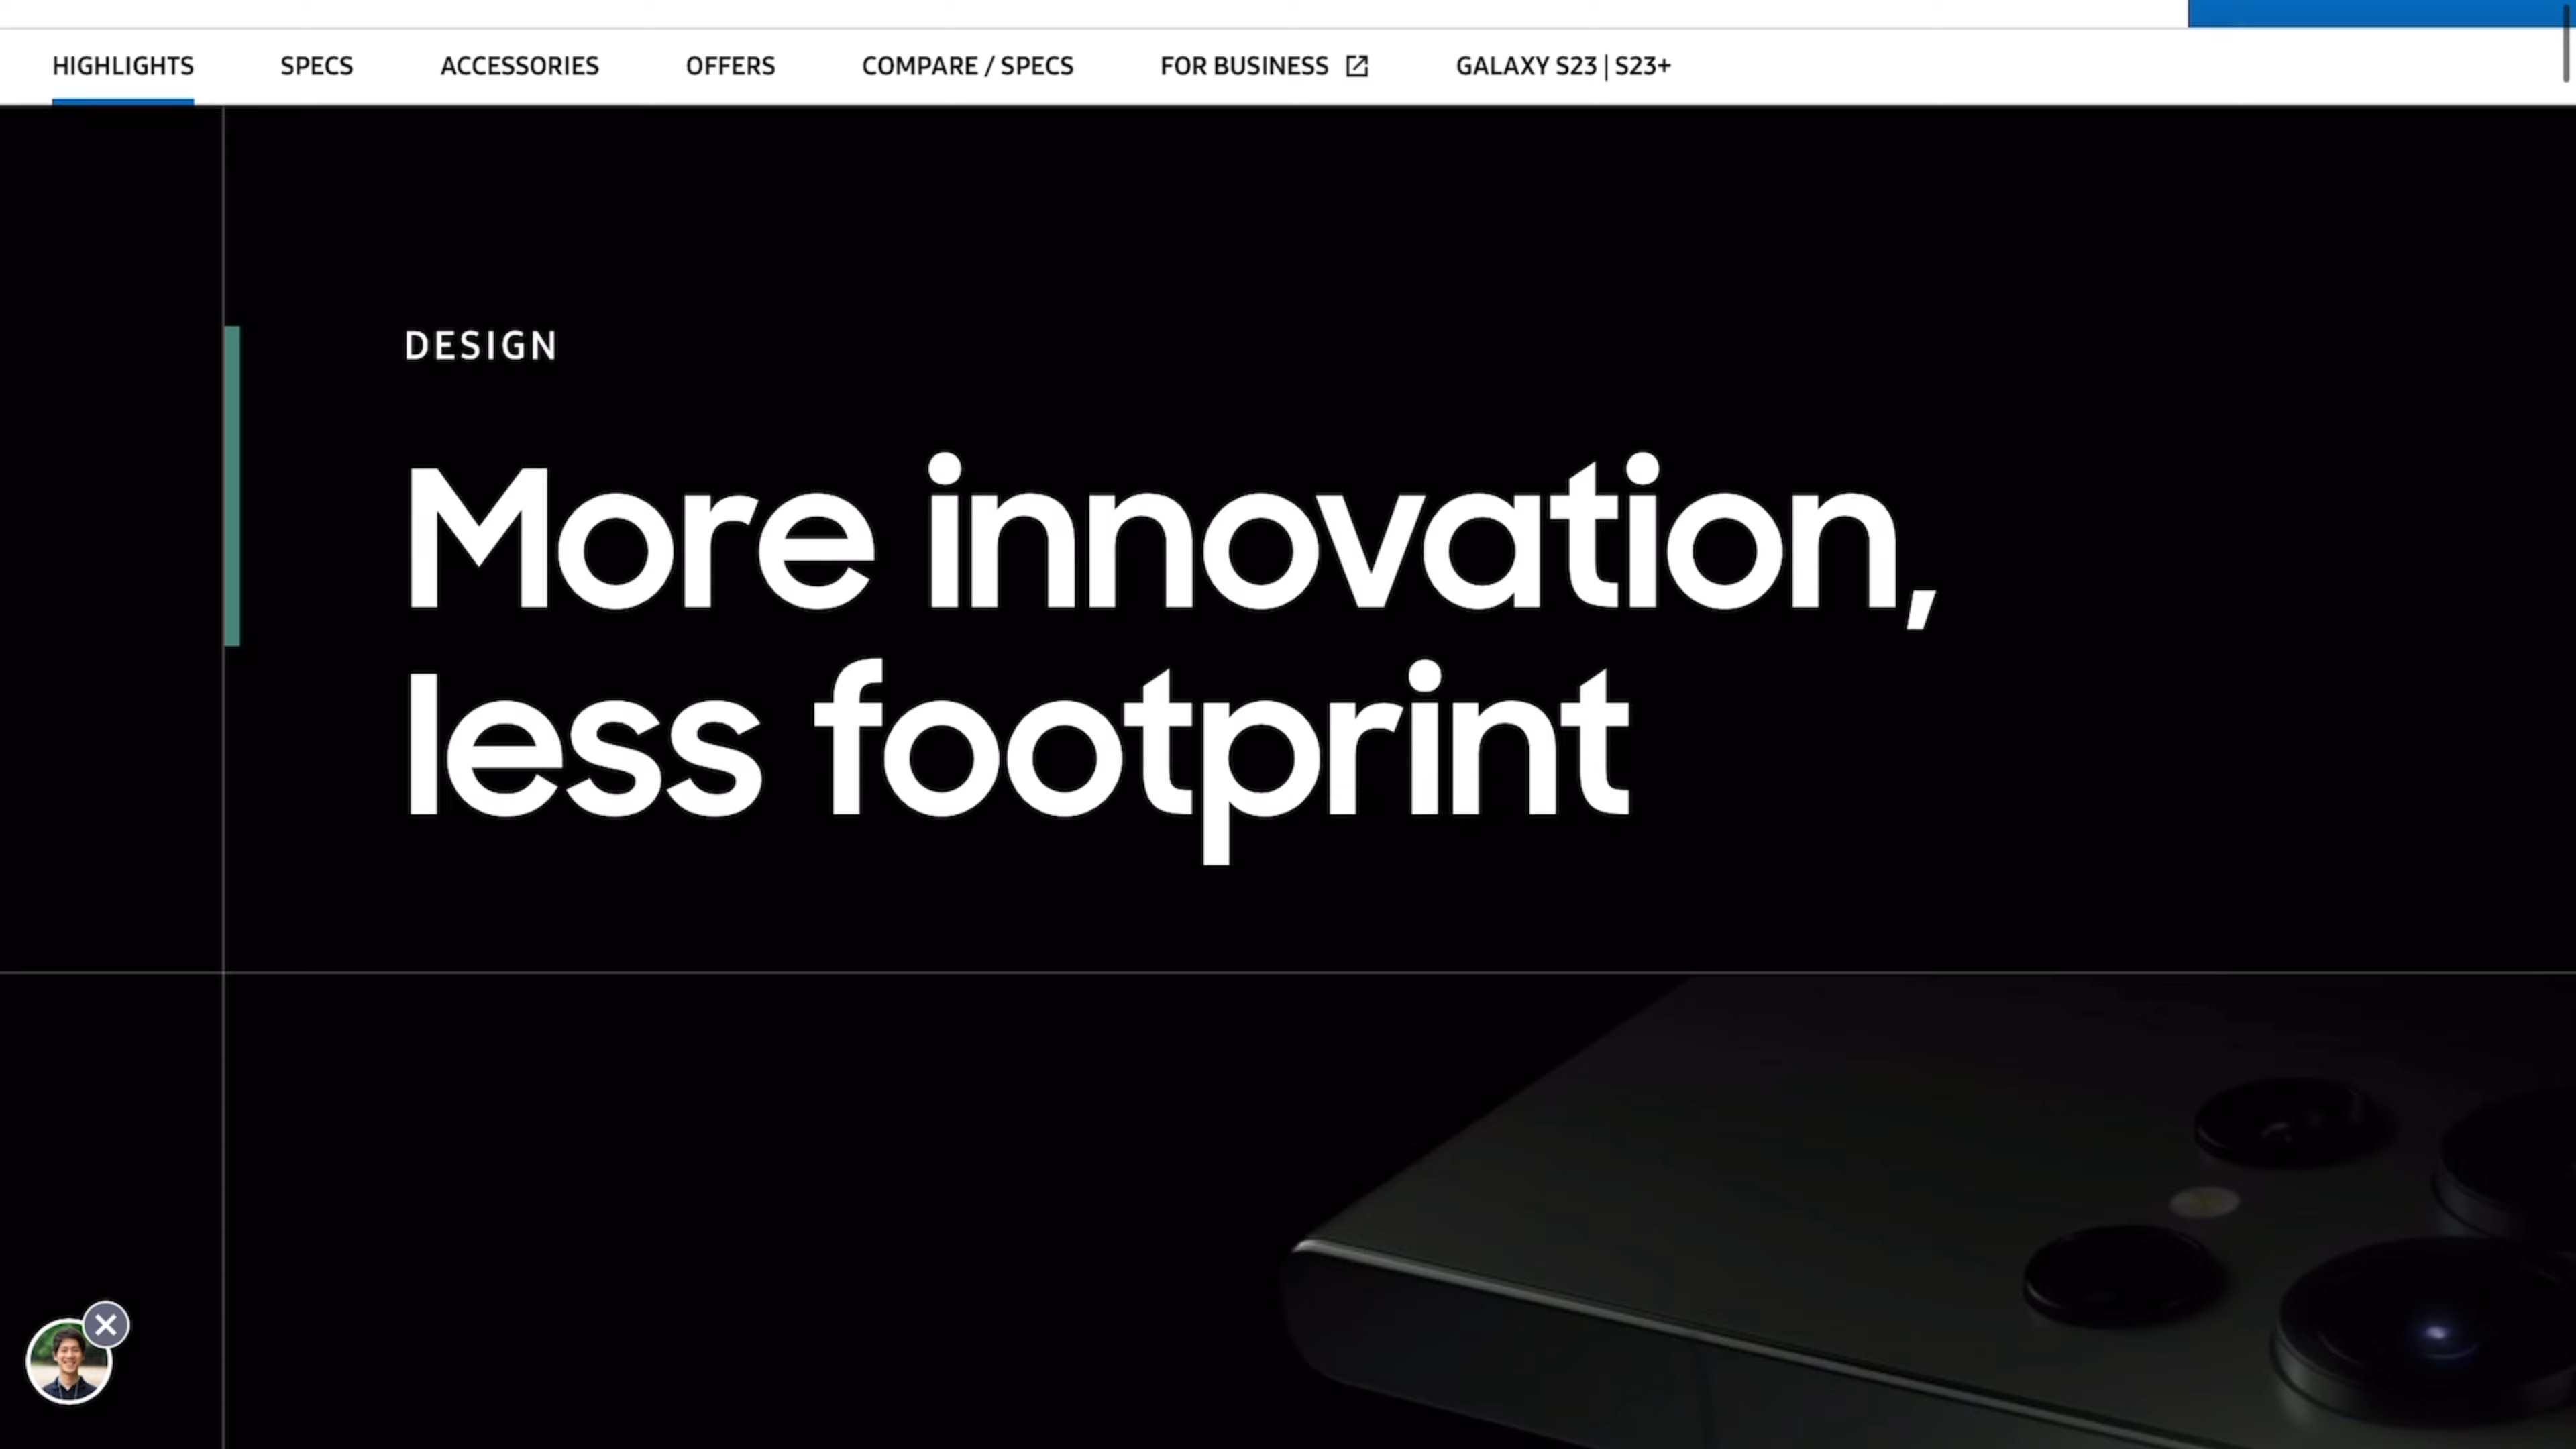 HIGHLIGHTS
SPECS
ACCESSORIES
OFFERS
COMPARE / SPECS
FOR BUSINESS
GALAXY S23 | S23+
DESIGN
More innovation,
less footprint